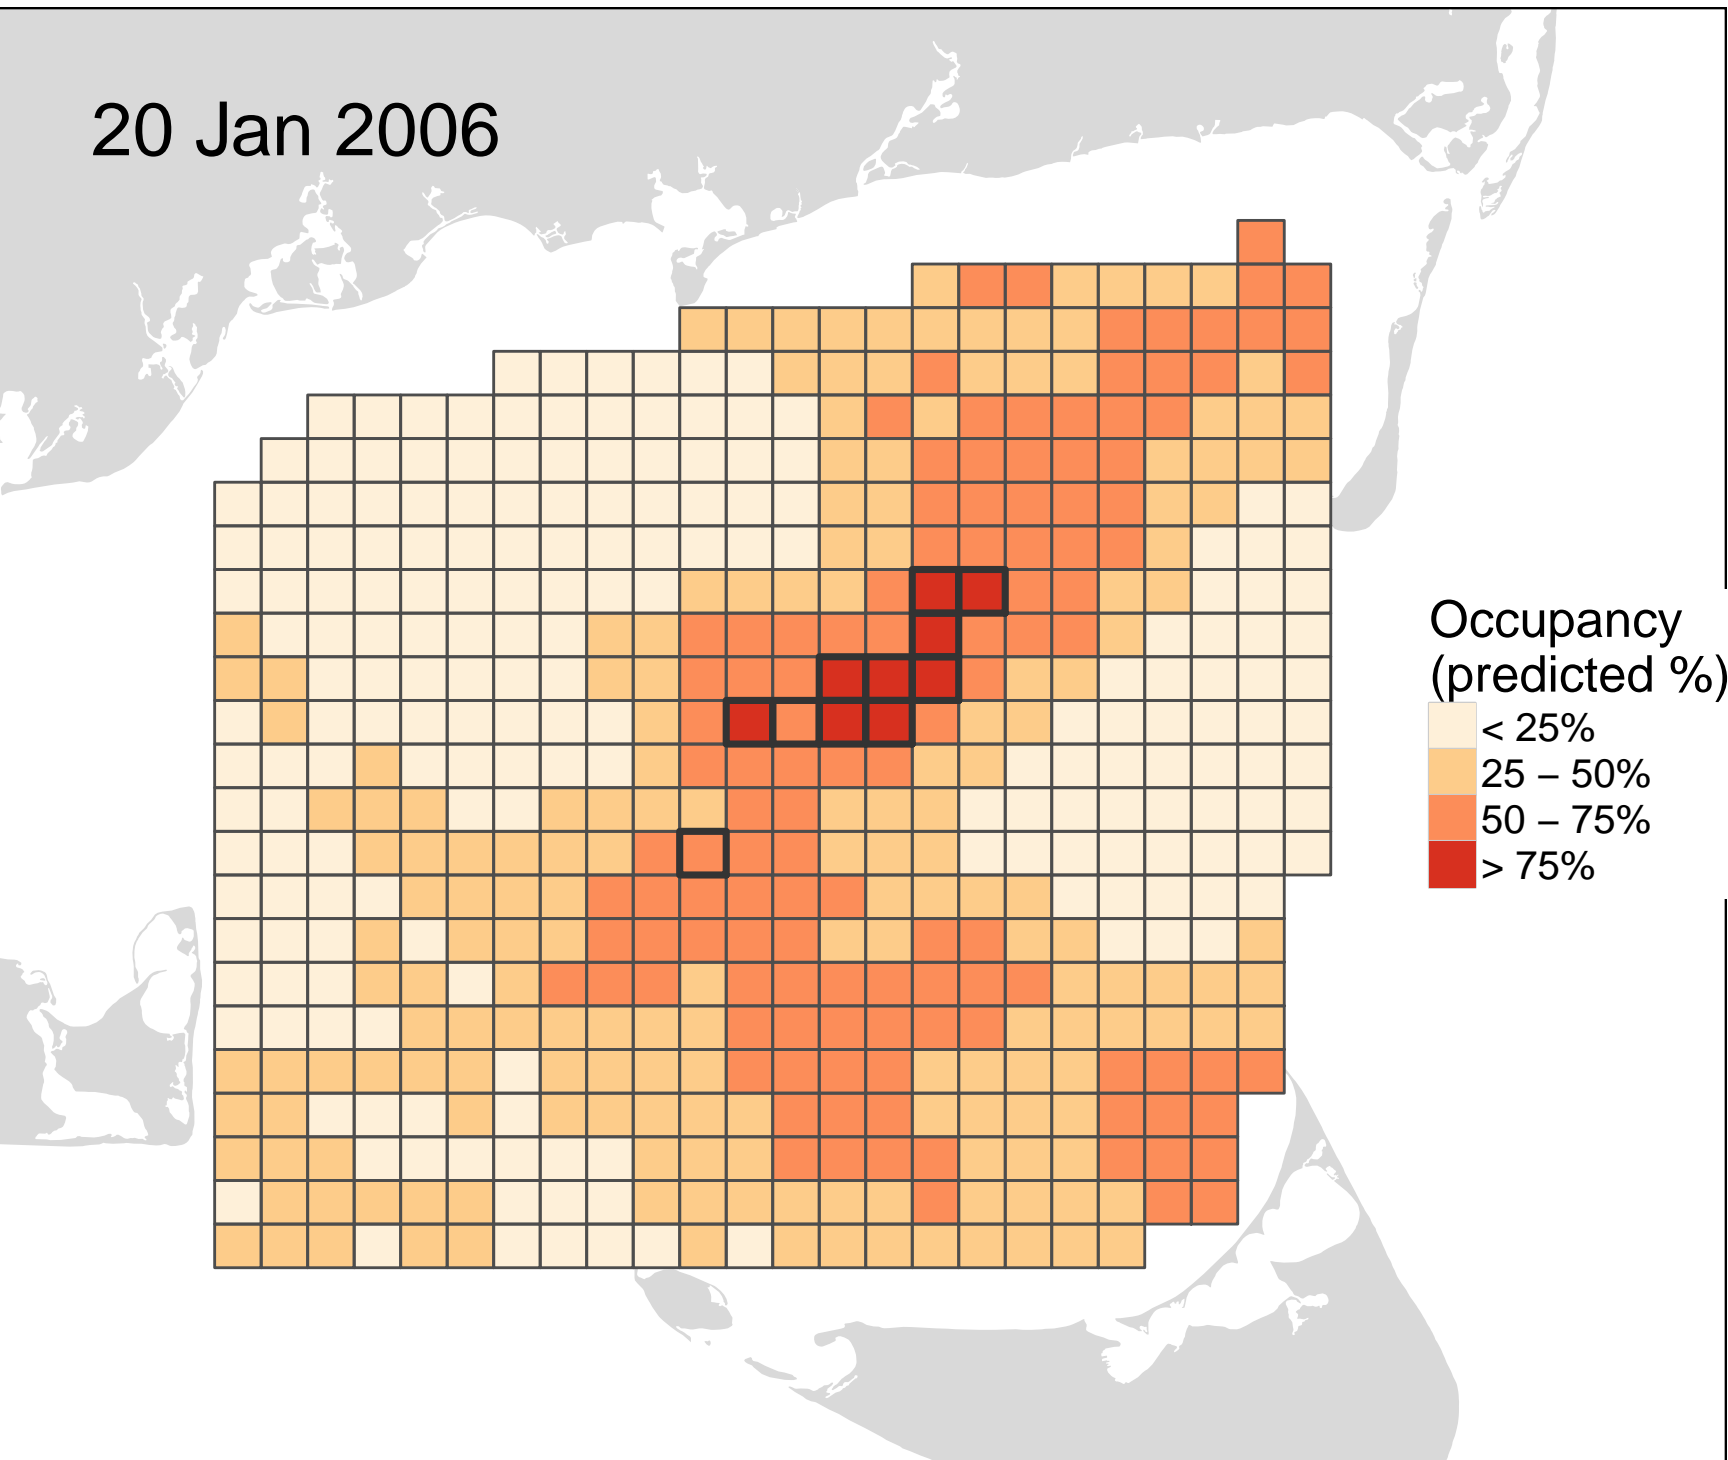 20 Jan 2006
Occupancy
(predicted %)
< 25%
25 – 50%
50 – 75%
> 75%